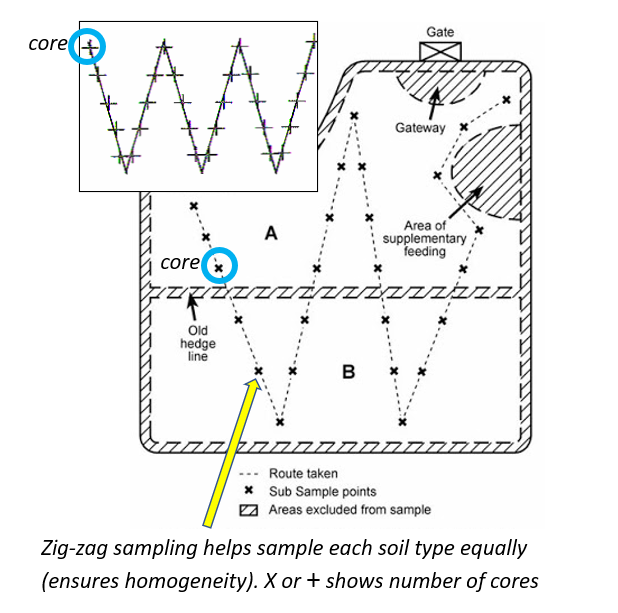 Gate
core
Gateway
A
Area of
supplementary
feeding
core
Old
hedge
line
B
Route taken
Sub Sample points
Areas excluded from sample
Zig-zag sampling helps sample each soil type equally
(ensures homogeneity). X or + shows number of cores